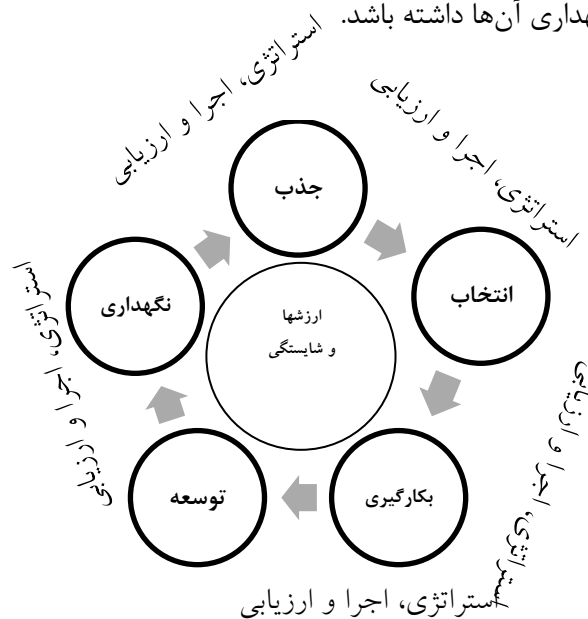 نگهداری آن‌ها داشته باشد.
استراتژی، اجرا و ارزیابی
استراتژی، اجرا و ارزیابی
جذب
انتخاب
نگهداری
ارزشها
و شایستگی
استراتژی، اجرا و ارزیابی
استراتژی، اجرا و ارزیابی
بکارگیری
توسعه
استراتژی، اجرا و ارزیابی